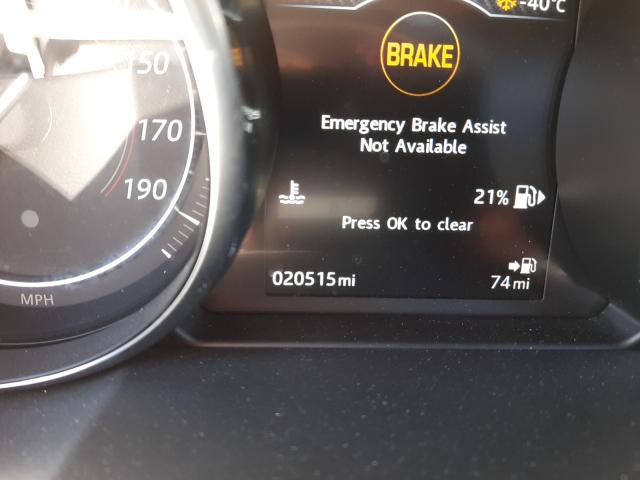 -40°C
BRAKE
150
Emergency Brake Assist
170
Not Available
190
21%
Press OK to clear
020515mi
74mi
MPH